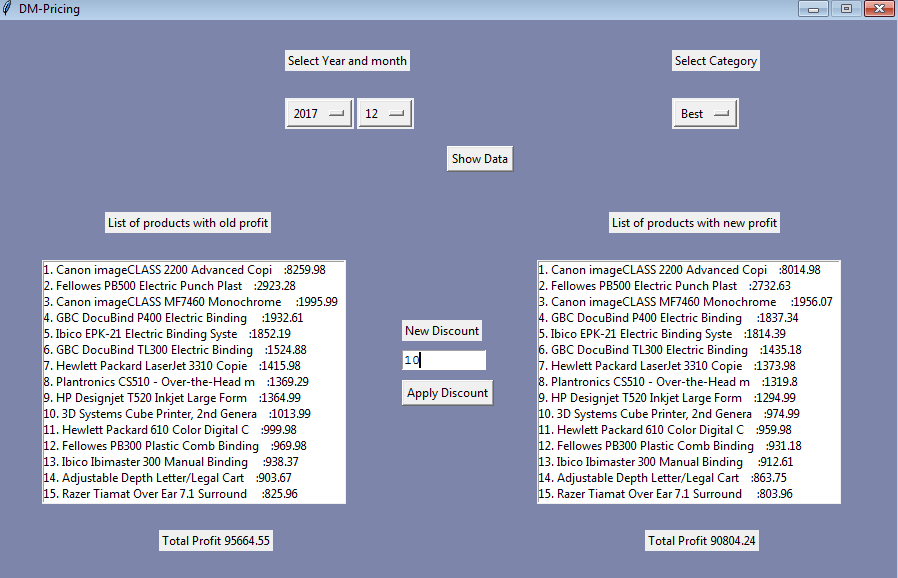 DM-Pricing
Select Year and month
Select Category
2017
12
Best
Show Data
List of products with old profit
List of products with new profit
1. Canon imageCLASS 2200 Advanced Copi :8259.98
2. Fellowes PB500 Electric Punch Plast :2923.28
3. Canon imageCLASS MF7460 Monochrome :1995.99
4. GBC DocuBind P400 Electric Binding :1932.61
5. Ibico EPK-21 Electric Binding Syste :1852.19
6. GBC DocuBind TL300 Electric Binding :1524.88
7. Hewlett Packard LaserJet 3310 Copie :1415.98
8. Plantronics CS510 - Over-the-Head m :1369.29
9. HP Designjet T520 Inkjet Large Form :1364.99
10. 3D Systems Cube Printer, 2nd Genera :1013.99
11. Hewlett Packard 610 Color Digital C :999.98
12. Fellowes PB300 Plastic Comb Binding :969.98
13. Ibico Ibimaster 300 Manual Binding :938.37
14. Adjustable Depth Letter/Legal Cart :903.67
15. Razer Tiamat Over Ear 7.1 Surround :825.96
New Discount
10
Apply Discount
1. Canon imageCLASS 2200 Advanced Copi :8014.98
2. Fellowes PB500 Electric Punch Plast :2732.63
3. Canon imageCLASS MF7460 Monochrome :1956.07
4. GBC DocuBind P400 Electric Binding :1837.34
5. Ibico EPK-21 Electric Binding Syste :1814.39
6. GBC DocuBind TL300 Electric Binding :1435.18
7. Hewlett Packard LaserJet 3310 Copie :1373.98
8. Plantronics CS510 - Over-the-Head m :1319.8
9. HP Designjet T520 Inkjet Large Form :1294.99
10. 3D Systems Cube Printer, 2nd Genera :974.99
11. Hewlett Packard 610 Color Digital C :959.98
12. Fellowes PB300 Plastic Comb Binding :931.18
13. Ibico Ibimaster 300 Manual Binding :912.61
14. Adjustable Depth Letter/Legal Cart :863.75
15. Razer Tiamat Over Ear 7.1 Surround :803.96
Total Profit 95664.55
Total Profit 90804.24